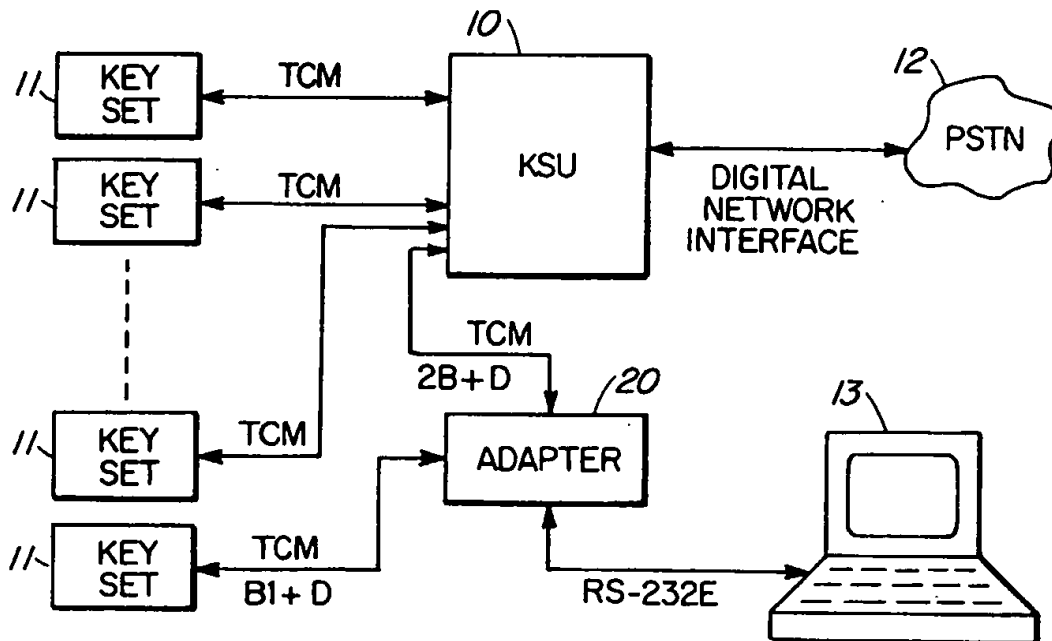 10
11
KEY
SET
TCM
KSU
12
PSTN
DIGITAL
NETWORK
INTERFACE
11
KEY
SET
TCM
TCM
2B+D
20
ADAPTER
13
11
KEY
SET
TCM
11
KEY
SET
TCM
B1+D
RS-232E